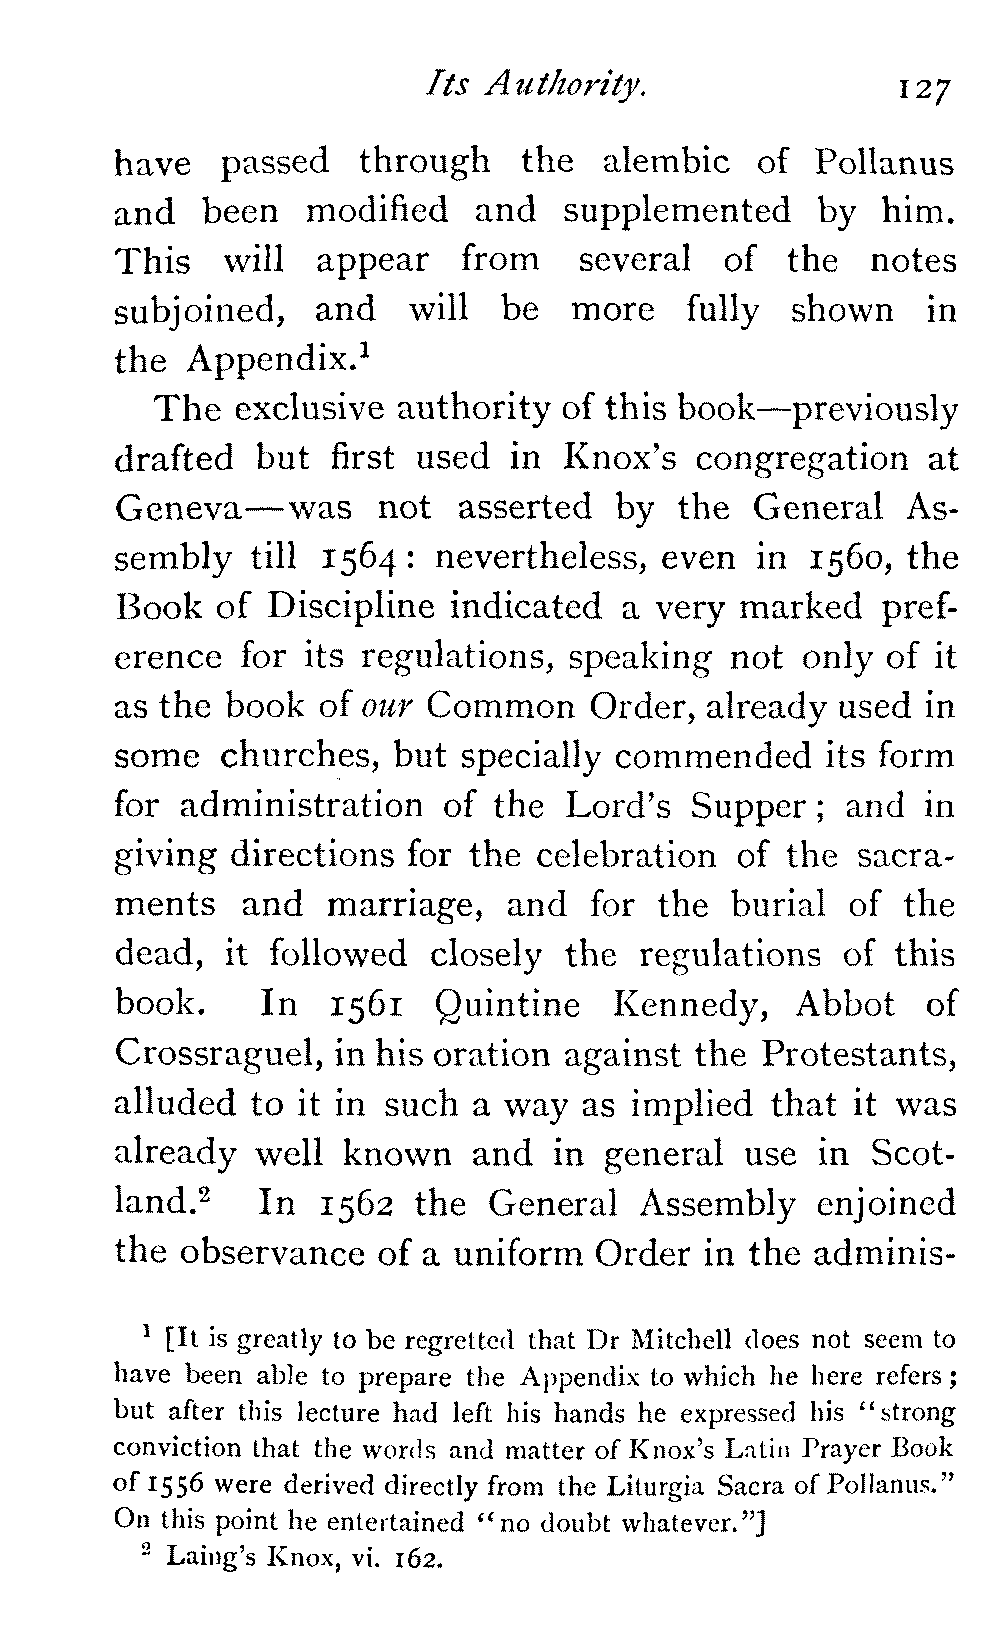 Its Authority. 127
have passed through the alembic of Pollanus
and been modified and supplemented by him.
This will appear from several of the notes
subjoined, and will be more fully shown in
the Appendix.¹
The exclusive authority of this book—previously
drafted but first used in Knox's congregation at
Geneva—was not asserted by the General As-
sembly till 1564: nevertheless, even in 1560, the
Book of Discipline indicated a very marked pref-
erence for its regulations, speaking not only of it
as the book of our Common Order, already used in
some churches, but specially commended its form
for administration of the Lord's Supper; and in
giving directions for the celebration of the sacra-
ments and marriage, and for the burial of the
dead, it followed closely the regulations of this
book. In 1561 Quintine Kennedy, Abbot of
Crossraguel, in his oration against the Protestants,
alluded to it in such a way as implied that it was
already well known and in general use in Scot-
land.² In 1562 the General Assembly enjoined
the observance of a uniform Order in the adminis-
¹ [It is greatly to be regretted that Dr Mitchell does not seem to
have been able to prepare the Appendix to which he here refers;
but after this lecture had left his hands he expressed his "strong
conviction that the words and matter of Knox's Latin Prayer Book
of 1556 were derived directly from the Liturgia Sacra of Pollanus."
On this point he entertained "no doubt whatever."]
² Laing's Knox, vi. 162.